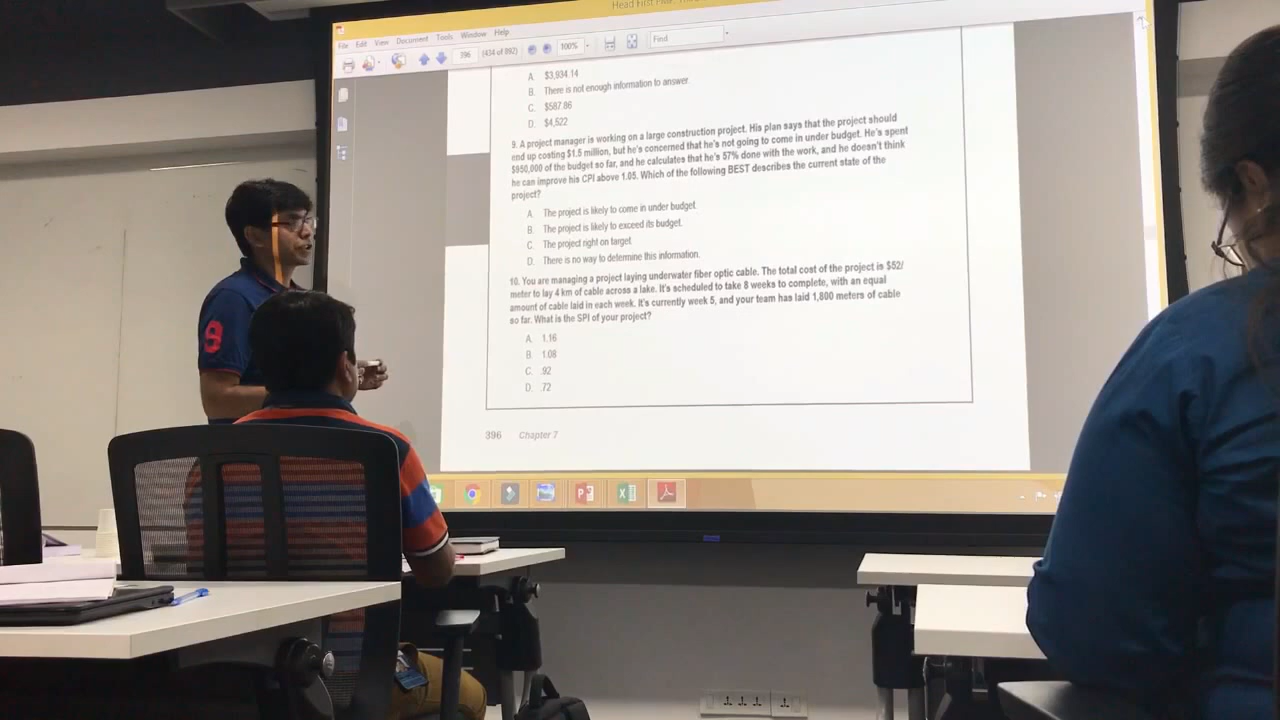 File Edit View Document Tools Window Help
396 (434 of 892) 100% Find
A. $3,934.14
B. There is not enough information to answer.
C. $587.86
D. $4,522
9. A project manager is working on a large construction project. His plan says that the project should
end up costing $1.5 million, but he's concerned that he's not going to come in under budget. He's spent
$950,000 of the budget so far, and he calculates that he's 57% done with the work, and he doesn't think
he can improve his CPI above 1.05. Which of the following BEST describes the current state of the
project?
A. The project is likely to come in under budget.
B. The project is likely to exceed its budget.
C. The project right on target.
D. There is no way to determine this information.
10. You are managing a project laying underwater fiber optic cable. The total cost of the project is $52/
meter to lay 4 km of cable across a lake. It's scheduled to take 8 weeks to complete, with an equal
amount of cable laid in each week. It's currently week 5, and your team has laid 1,800 meters of cable
so far. What is the SPI of your project?
A. 1.16
B. 1.08
C. .92
D. .72
396 Chapter 7
9